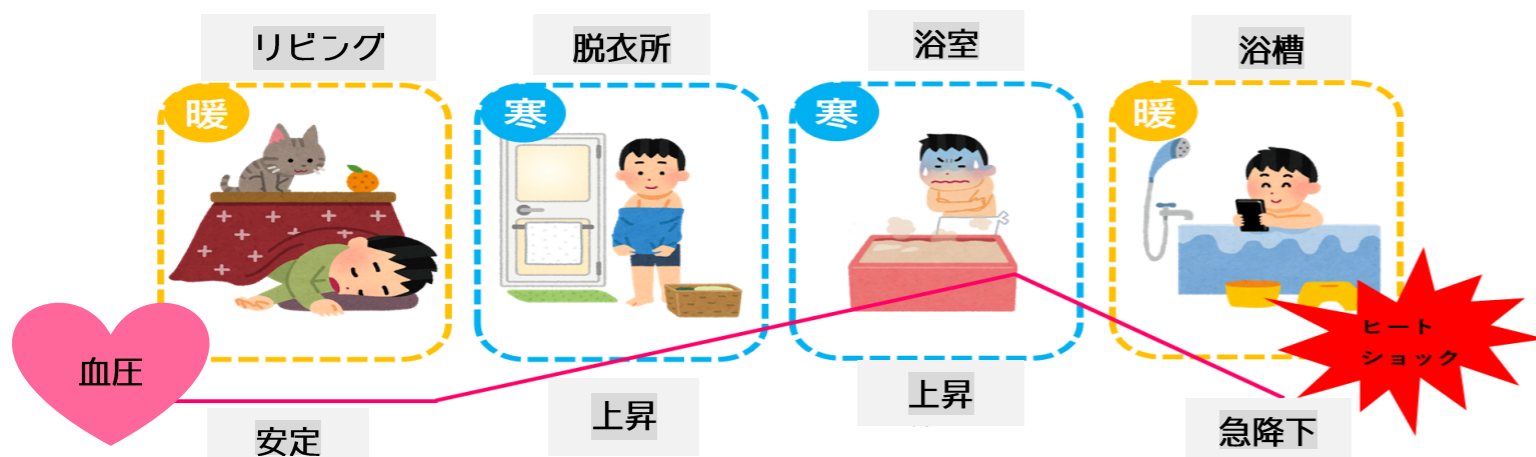 リビング
脱衣所
浴室
浴槽
暖
寒
寒
暖
血圧
ヒート
ショック
安定
上昇
上昇
急降下